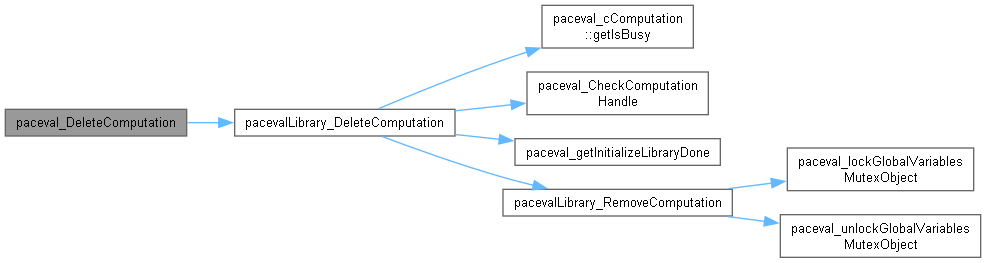 paceval_DeleteComputation
pacevalLibrary_DeleteComputation
paceval_cComputation
::getIsBusy
paceval_CheckComputation
Handle
paceval_getInitializeLibraryDone
pacevalLibrary_RemoveComputation
paceval_lockGlobalVariables
MutexObject
paceval_unlockGlobalVariables
MutexObject